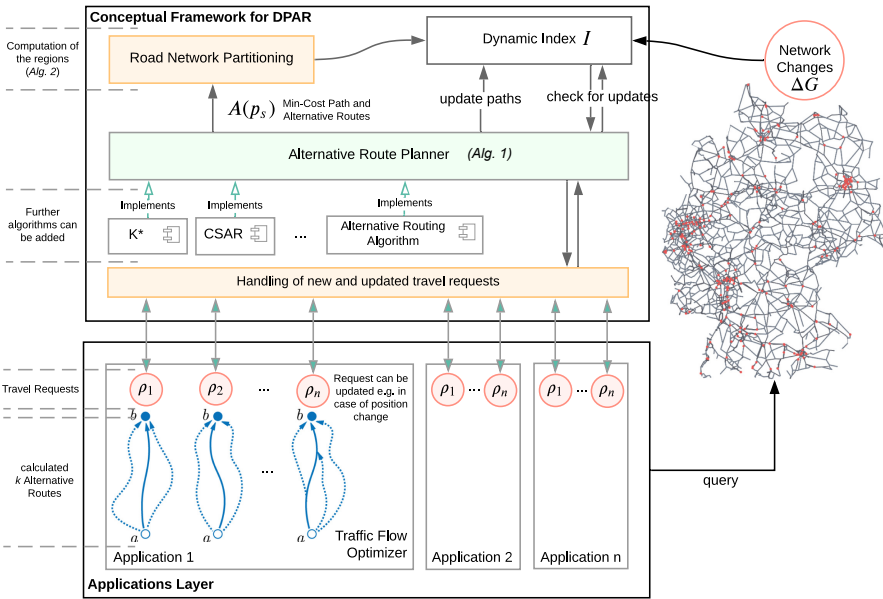 Conceptual Framework for DPAR
Computation of
the regions
(Alg. 2)
Road Network Partitioning
Dynamic Index I
Network
Changes
ΔG
A(pₛ)
Min-Cost Path and
Alternative Routes
update paths
check for updates
Alternative Route Planner (Alg. 1)
Further
algorithms can
be added
Implements
Implements
Implements
K*
CSAR
...
Alternative Routing
Algorithm
Handling of new and updated travel requests
Travel Requests
ρ₁
ρ₂
...
ρₙ
Request can be
updated e.g. in
case of position
change
ρ₁ ... ρₙ
ρ₁ ... ρₙ
b
b
b
calculated
k Alternative
Routes
...
a
a
a
Traffic Flow
Optimizer
Application 1
Application 2
Application n
query
Applications Layer